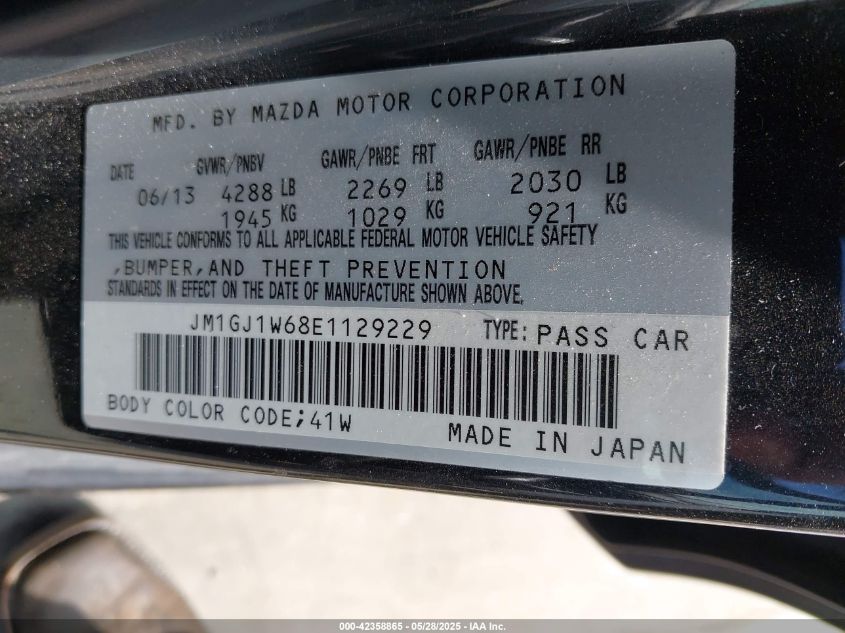 MFD. BY MAZDA MOTOR CORPORATION
DATE GVWR/PNBV GAWR/PNBE FRT GAWR/PNBE RR
06/13 4288 LB 2269 LB 2030 LB
1945 KG 1029 KG 921 KG
THIS VEHICLE CONFORMS TO ALL APPLICABLE FEDERAL MOTOR VEHICLE SAFETY
,BUMPER,AND THEFT PREVENTION
STANDARDS IN EFFECT ON THE DATE OF MANUFACTURE SHOWN ABOVE.
JM1GJ1W68E1129229 TYPE: PASS CAR
BODY COLOR CODE;41W
MADE IN JAPAN
000-42358865 - 05/28/2025 - IAA Inc.